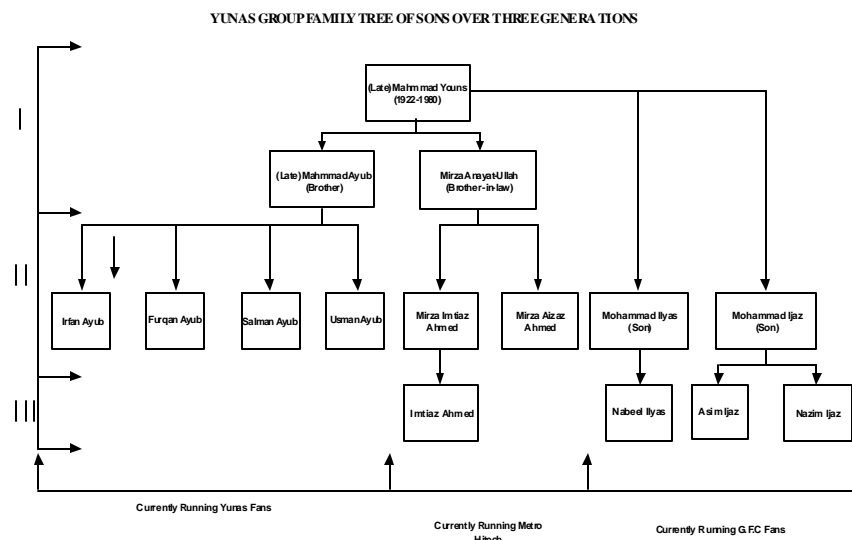 YUNAS GROUP FAMILY TREE OF SONS OVER THREE GENERATIONS
I
(Late) Mahmmad Youns
(1922-1980)
(Late) Mahmmad Ayub
(Brother)
Mirza Anayat-Ullah
(Brother-in-law)
II
Irfan Ayub
Furqan Ayub
Salman Ayub
Usman Ayub
Mirza Imtiaz
Ahmed
Mirza Aizaz
Ahmed
Mohammad Ilyas
(Son)
Mohammad Ijaz
(Son)
III
Imtiaz Ahmed
Nabeel Ilyas
Asim Ijaz
Nazim Ijaz
Currently Running Yunas Fans
Currently Running Metro
Currently Running G.F.C Fans